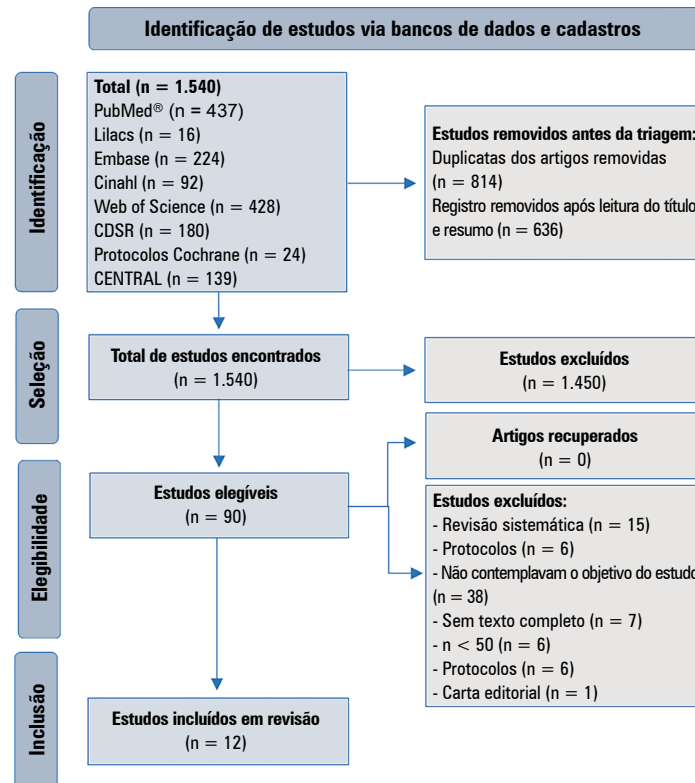 Identificação de estudos via bancos de dados e cadastros
Identificação
Total (n = 1.540)
PubMed® (n = 437)
Lilacs (n = 16)
Embase (n = 224)
Cinahl (n = 92)
Web of Science (n = 428)
CDSR (n = 180)
Protocolos Cochrane (n = 24)
CENTRAL (n = 139)
Estudos removidos antes da triagem:
Duplicatas dos artigos removidas
(n = 814)
Registro removidos após leitura do título
e resumo (n = 636)
Seleção
Total de estudos encontrados
(n = 1.540)
Estudos excluídos
(n = 1.450)
Elegibilidade
Estudos elegíveis
(n = 90)
Artigos recuperados
(n = 0)
Estudos excluídos:
- Revisão sistemática (n = 15)
- Protocolos (n = 6)
- Não contemplavam o objetivo do estudo
(n = 38)
- Sem texto completo (n = 7)
- n < 50 (n = 6)
- Protocolos (n = 6)
- Carta editorial (n = 1)
Inclusão
Estudos incluídos em revisão
(n = 12)